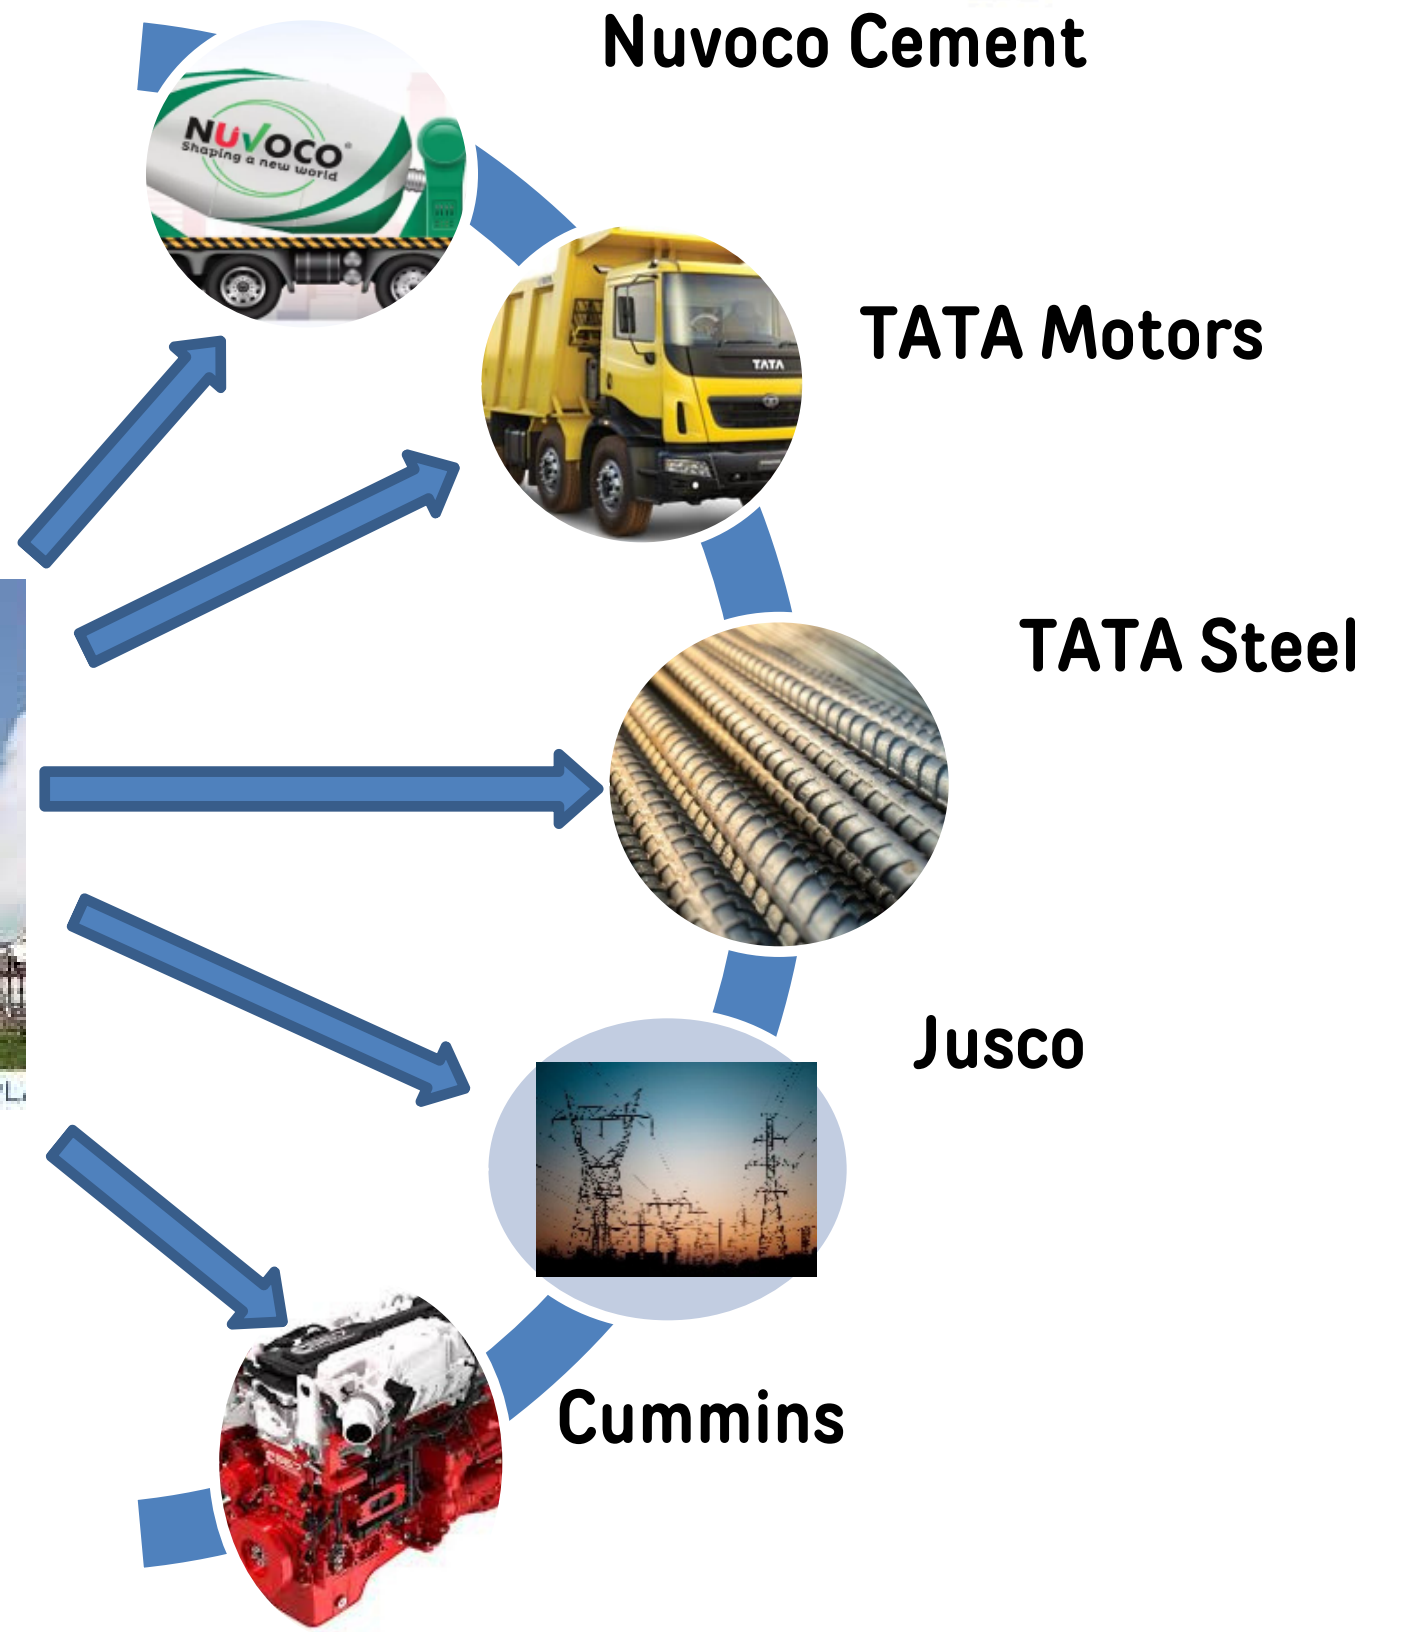 Nuvoco Cement
NUVOCO
Shaping a new world
TATA Motors
TATA
TATA Steel
Jusco
Cummins